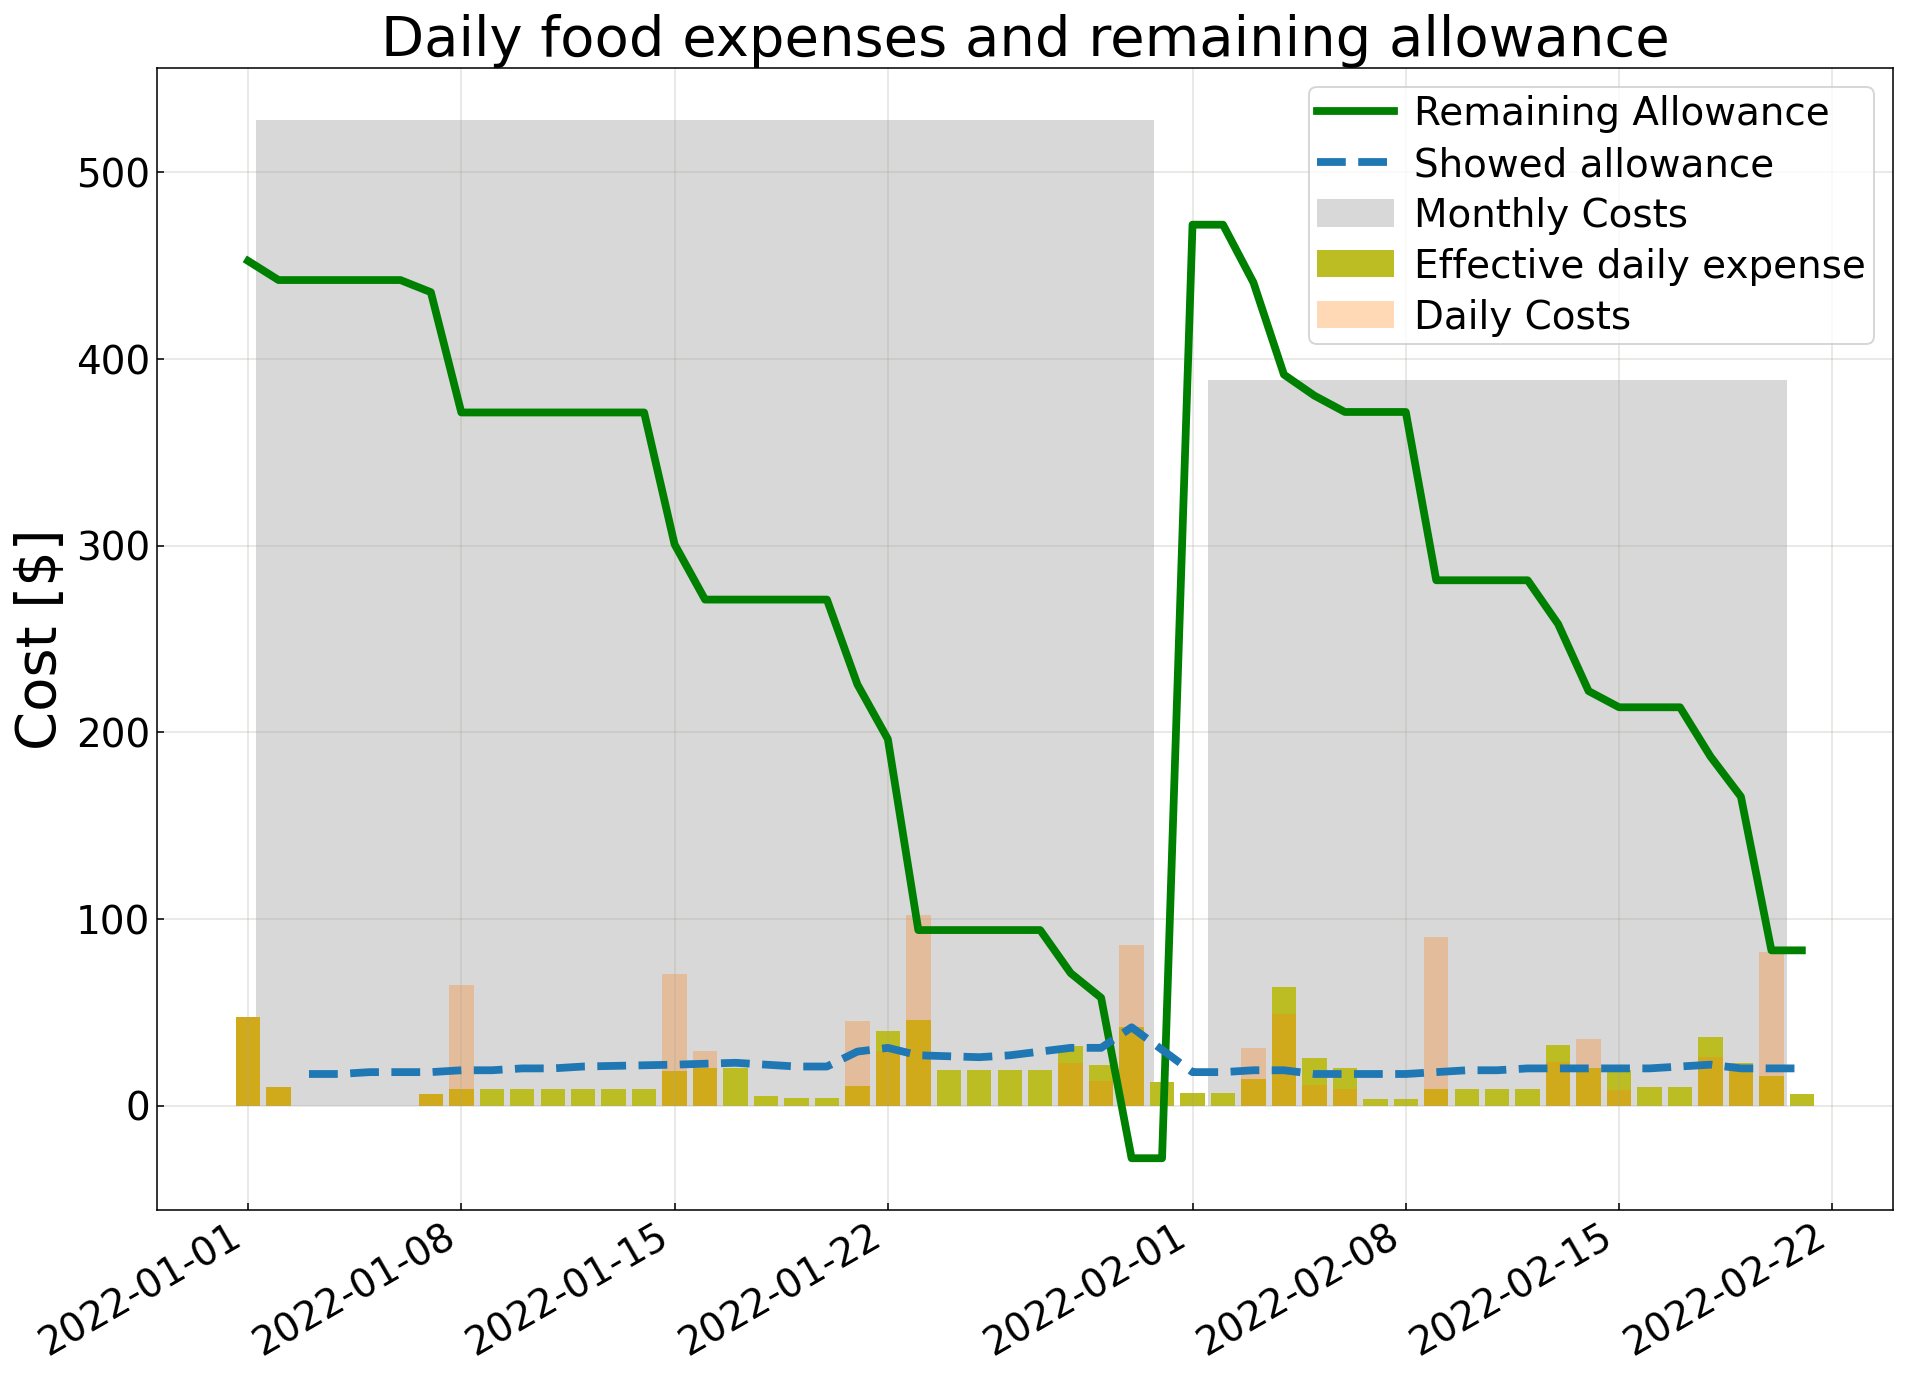 Daily food expenses and remaining allowance
Remaining Allowance
Showed allowance
Monthly Costs
Effective daily expense
Daily Costs
Cost [$]
500
400
300
200
100
0
2022-01-01
2022-01-08
2022-01-15
2022-01-22
2022-02-01
2022-02-08
2022-02-15
2022-02-22